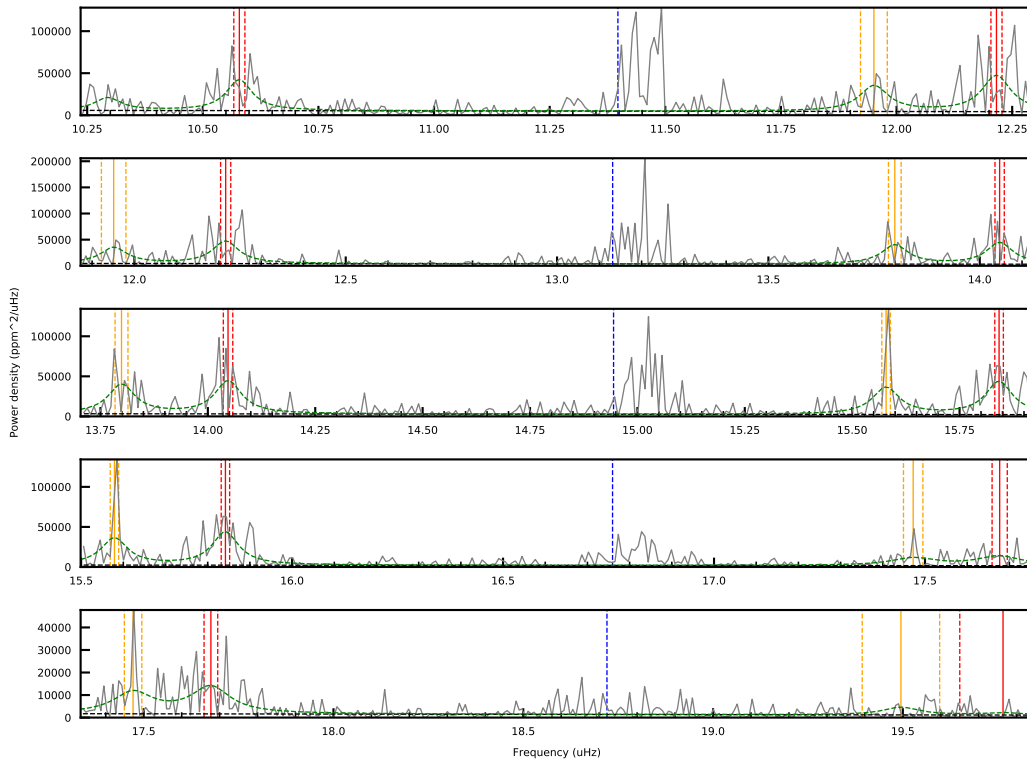 100000
50000
0
10.25 10.50 10.75 11.00 11.25 11.50 11.75 12.00 12.25
200000
150000
100000
50000
0
12.0 12.5 13.0 13.5 14.0
100000
50000
0
13.75 14.00 14.25 14.50 14.75 15.00 15.25 15.50 15.75
Power density (ppm^2/uHz)
100000
50000
0
15.5 16.0 16.5 17.0 17.5
40000
30000
20000
10000
0
17.5 18.0 18.5 19.0 19.5
Frequency (uHz)